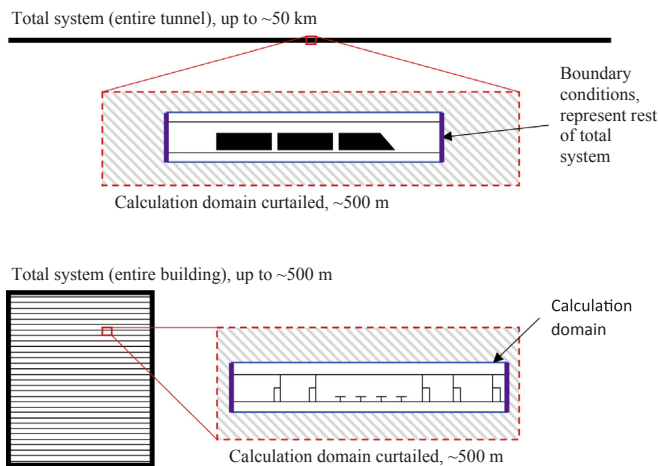 Total system (entire tunnel), up to ~50 km
Boundary
conditions,
represent rest
of total
system
Calculation domain curtailed, ~500 m
Total system (entire building), up to ~500 m
Calculation
domain
Calculation domain curtailed, ~500 m